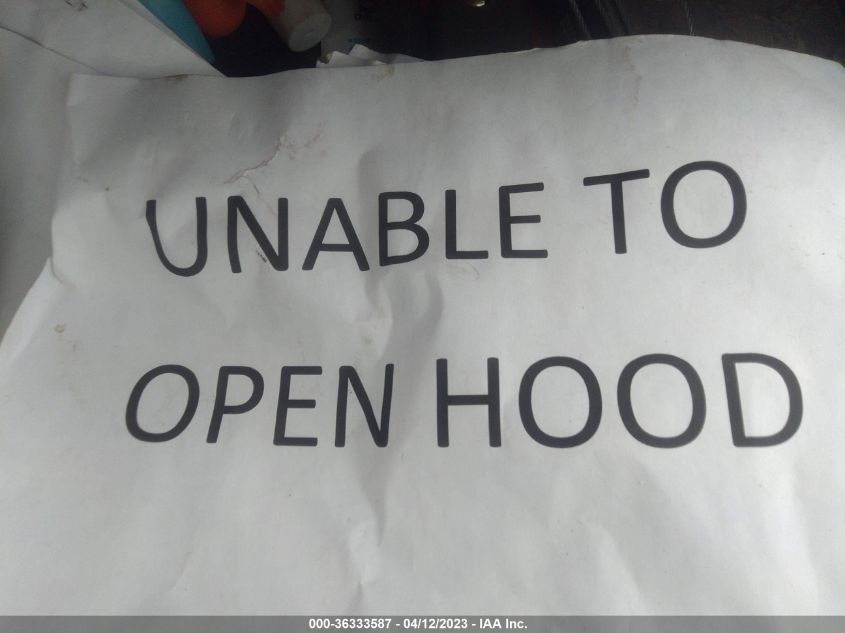 UNABLE TO
OPEN HOOD
000-36333587 - 04/12/2023 - IAA Inc.